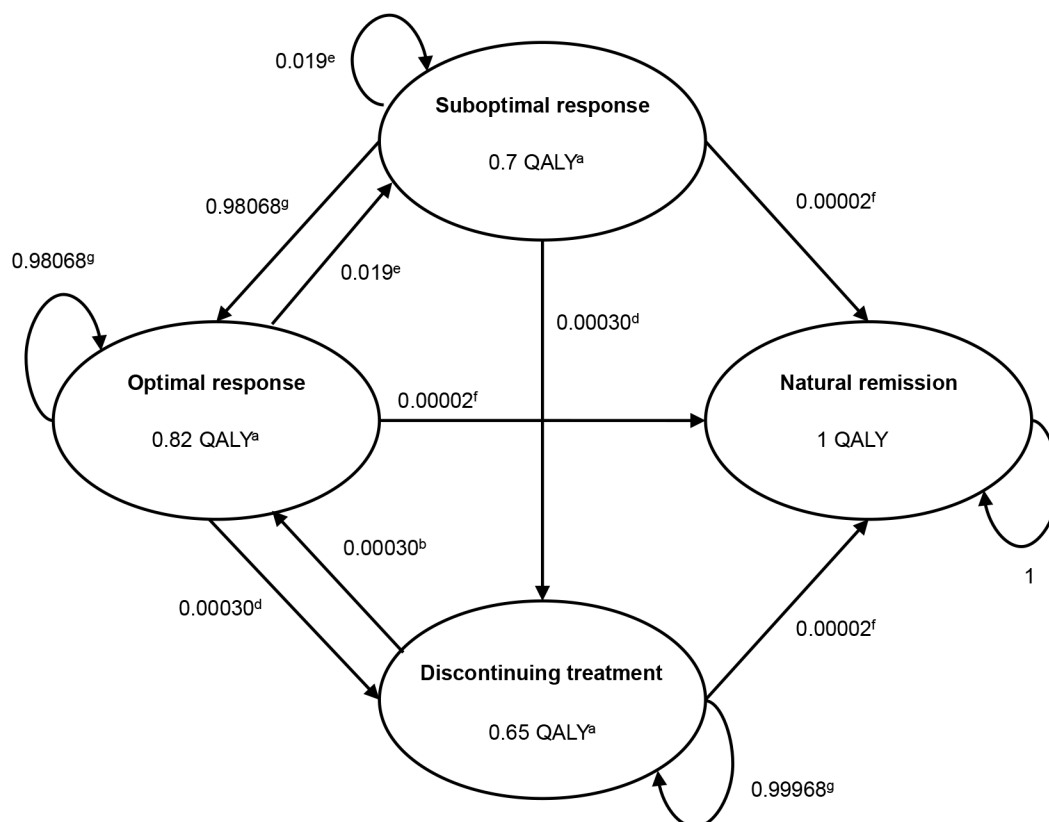 0.019ᵉ
Suboptimal response
0.7 QALYᵃ
0.00002ᶠ
0.98068ᵍ
0.98068ᵍ
0.019ᵉ
0.00030ᵈ
Optimal response
0.82 QALYᵃ
0.00002ᶠ
Natural remission
1 QALY
0.00030ᵇ
1
0.00030ᵈ
0.00002ᶠ
Discontinuing treatment
0.65 QALYᵃ
0.99968ᵍ